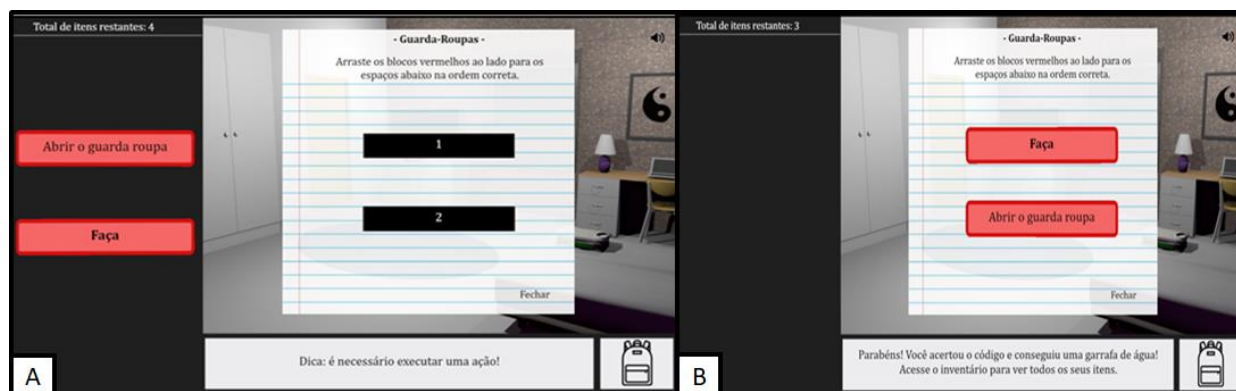 Total de itens restantes: 4
- Guarda-Roupas -
Arraste os blocos vermelhos ao lado para os
espaços abaixo na ordem correta.
Abrir o guarda roupa
1
Faça
2
Fechar
Dica: é necessário executar uma ação!
A
Total de itens restantes: 3
- Guarda-Roupas -
Arraste os blocos vermelhos ao lado para os
espaços abaixo na ordem correta.
Faça
Abrir o guarda roupa
Fechar
Parabéns! Você acertou o código e conseguiu uma garrafa de água!
Acesse o inventário para ver todos os seus itens.
B